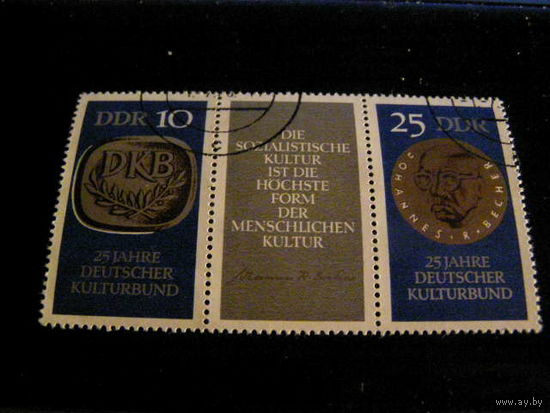 DDR 10
DKB
25 JAHRE
DEUTSCHER
KULTURBUND
DIE
SOZIALISTISCHE
KULTUR
IST DIE
HÖCHSTE
FORM
DER
MENSCHLICHEN
KULTUR
25 DDR
JOHANNES · R. BECHER
25 JAHRE
DEUTSCHER
KULTURBUND
www.ay.by